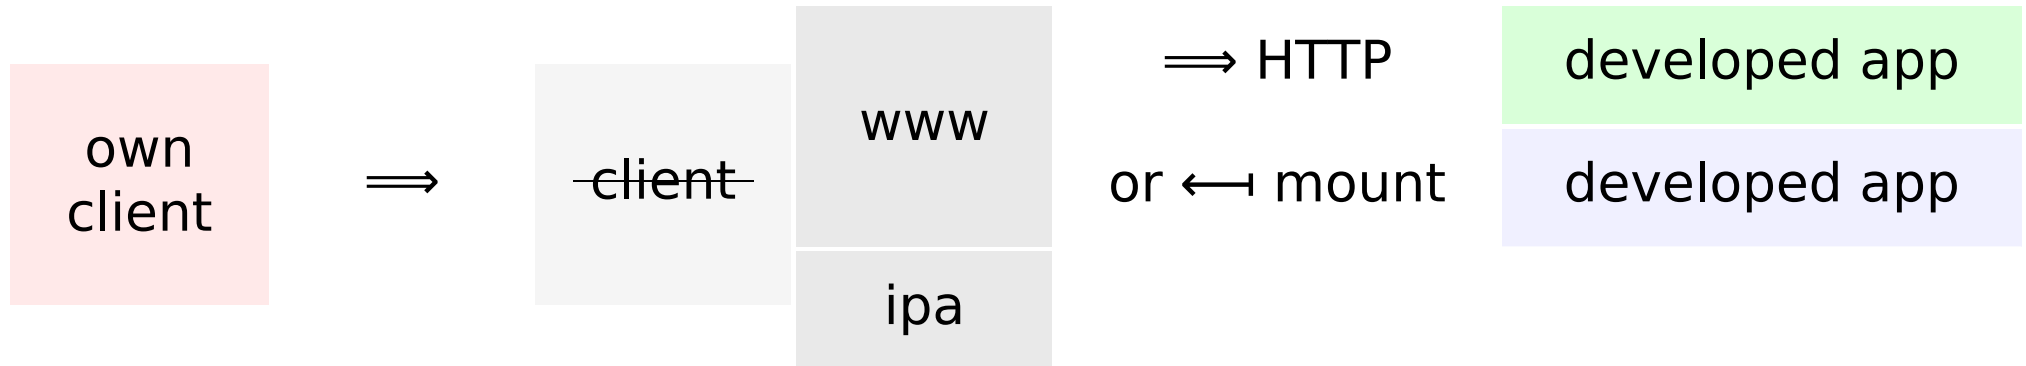 own
client
⟹
~~client~~
www
ipa
⟹ HTTP
or ⟻ mount
developed app
developed app